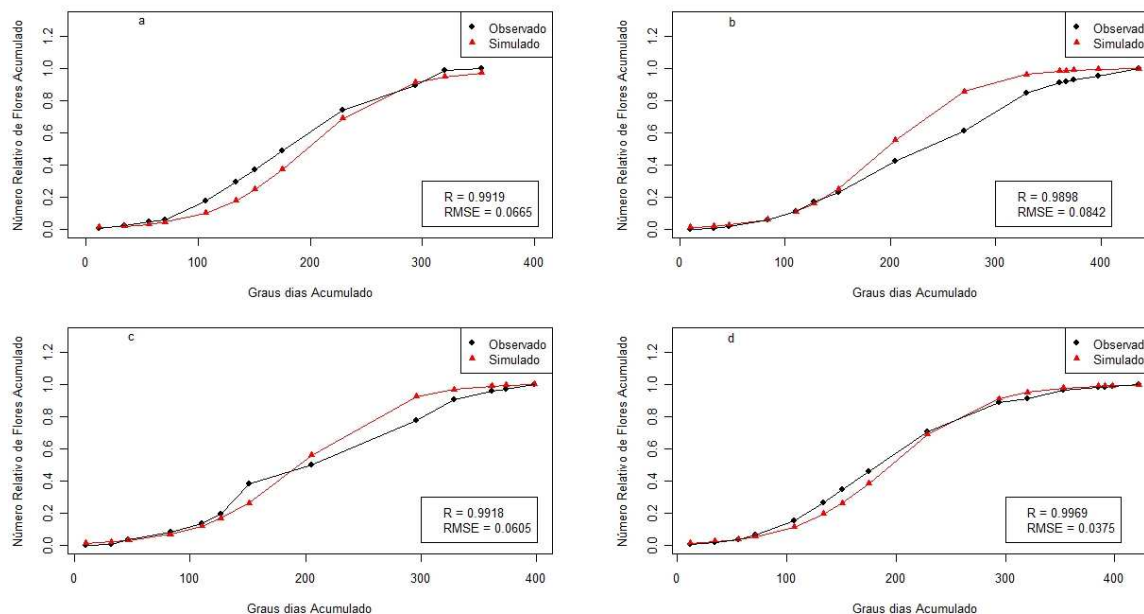 a
Observado
Simulado
Número Relativo de Flores Acumulado
0.0 0.2 0.4 0.6 0.8 1.0 1.2
R = 0.9919
RMSE = 0.0665
0 100 200 300 400
Graus dias Acumulado
b
Observado
Simulado
Número Relativo de Flores Acumulado
0.0 0.2 0.4 0.6 0.8 1.0 1.2
R = 0.9898
RMSE = 0.0842
0 100 200 300 400
Graus dias Acumulado
c
Observado
Simulado
Número Relativo de Flores Acumulado
0.0 0.2 0.4 0.6 0.8 1.0 1.2
R = 0.9918
RMSE = 0.0605
0 100 200 300 400
Graus dias Acumulado
d
Observado
Simulado
Número Relativo de Flores Acumulado
0.0 0.2 0.4 0.6 0.8 1.0 1.2
R = 0.9969
RMSE = 0.0375
0 100 200 300 400
Graus dias Acumulado